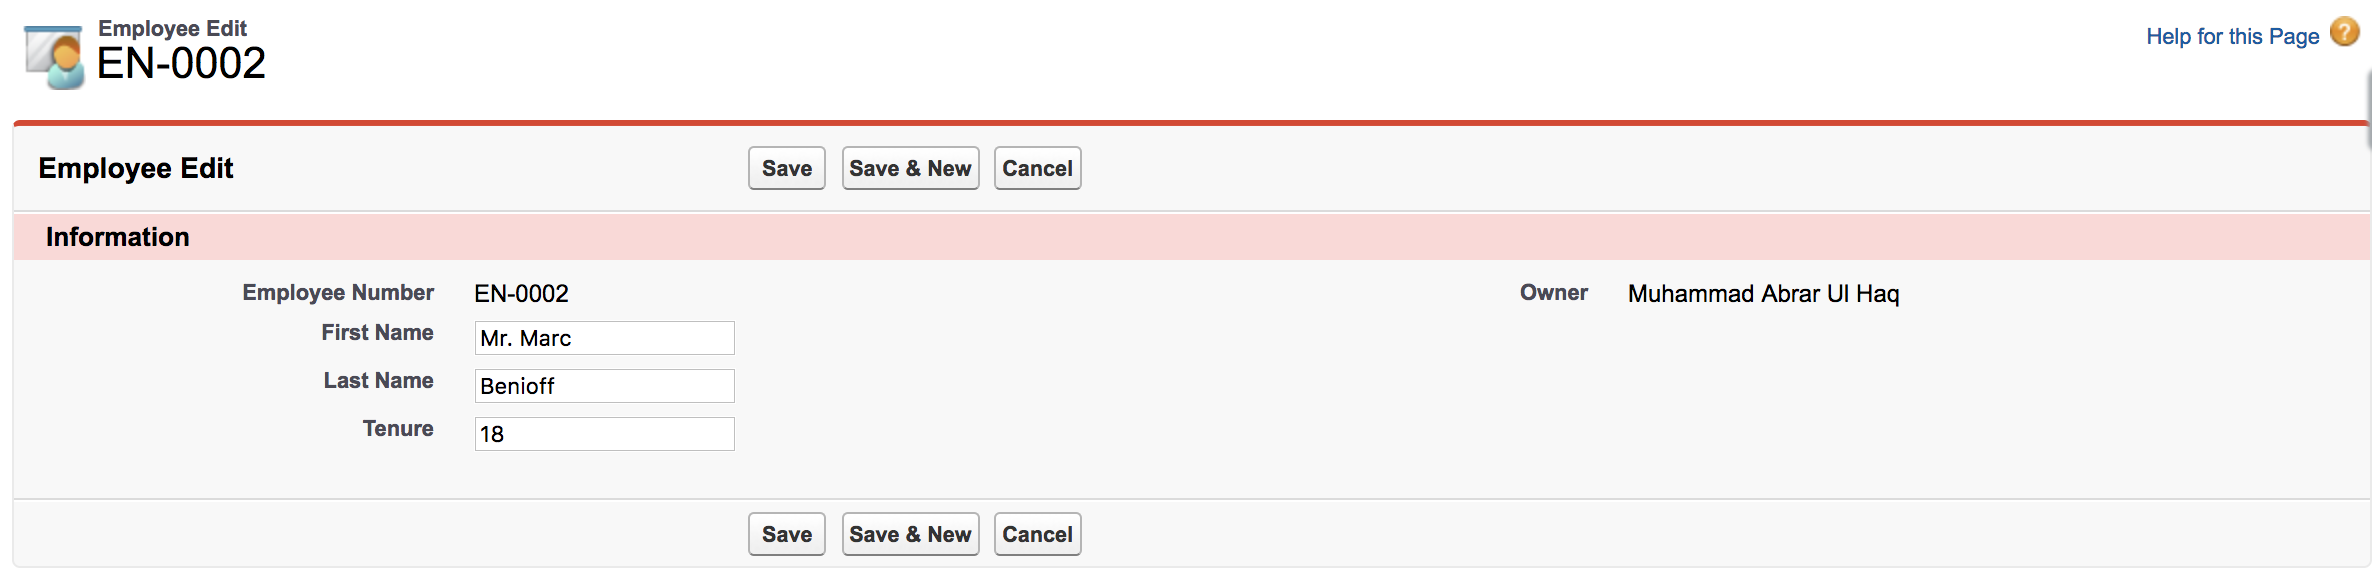 Employee Edit
EN-0002
Help for this Page ?
Employee Edit Save Save & New Cancel
Information
Employee Number EN-0002 Owner Muhammad Abrar Ul Haq
First Name Mr. Marc
Last Name Benioff
Tenure 18
Save Save & New Cancel